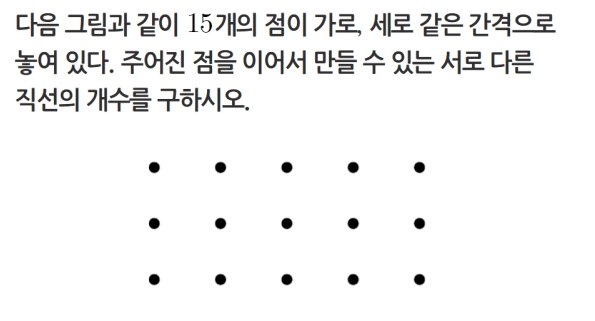 다음 그림과 같이 15개의 점이 가로, 세로 같은 간격으로
놓여 있다. 주어진 점을 이어서 만들 수 있는 서로 다른
직선의 개수를 구하시오.